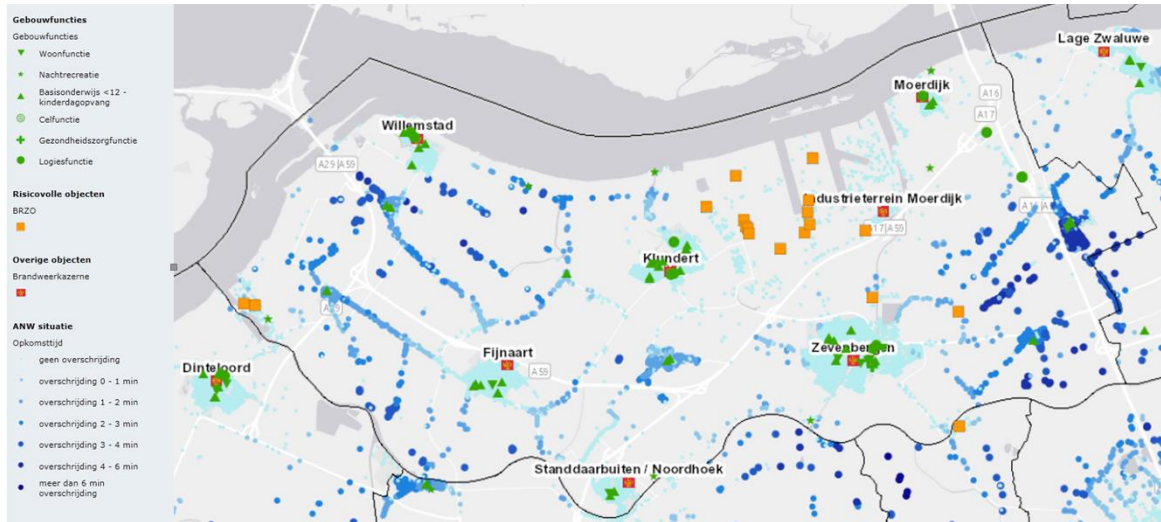 Gebouwfuncties
Gebouwfuncties
Woonfunctie
Nachtrecreatie
Basisonderwijs <12 -
kinderdagopvang
Celfunctie
Gezondheidszorgfunctie
Logiesfunctie
Risicovolle objecten
BRZO
Overige objecten
Brandweerkazerne
ANW situatie
Opkomsttijd
geen overschrijding
overschrijding 0 - 1 min
overschrijding 1 - 2 min
overschrijding 2 - 3 min
overschrijding 3 - 4 min
overschrijding 4 - 6 min
meer dan 6 min
overschrijding
Lage Zwaluwe
Moerdijk
A16
A17
Willemstad
A29|A59
Industrieterrein Moerdijk
A17|A59
Klundert
Fijnaart
A59
Zevenbergen
Dinteloord
Standdaarbuiten / Noordhoek